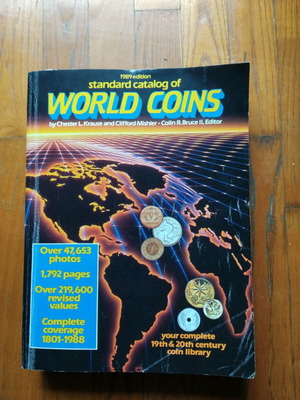 1989 edition
standard catalog of
WORLD COINS
by Chester L. Krause and Clifford Mishler • Colin R. Bruce II, Editor
Over 47,653
photos
1,792 pages
Over 219,600
revised
values
Complete
coverage
1801-1988
your complete
19th & 20th century
coin library